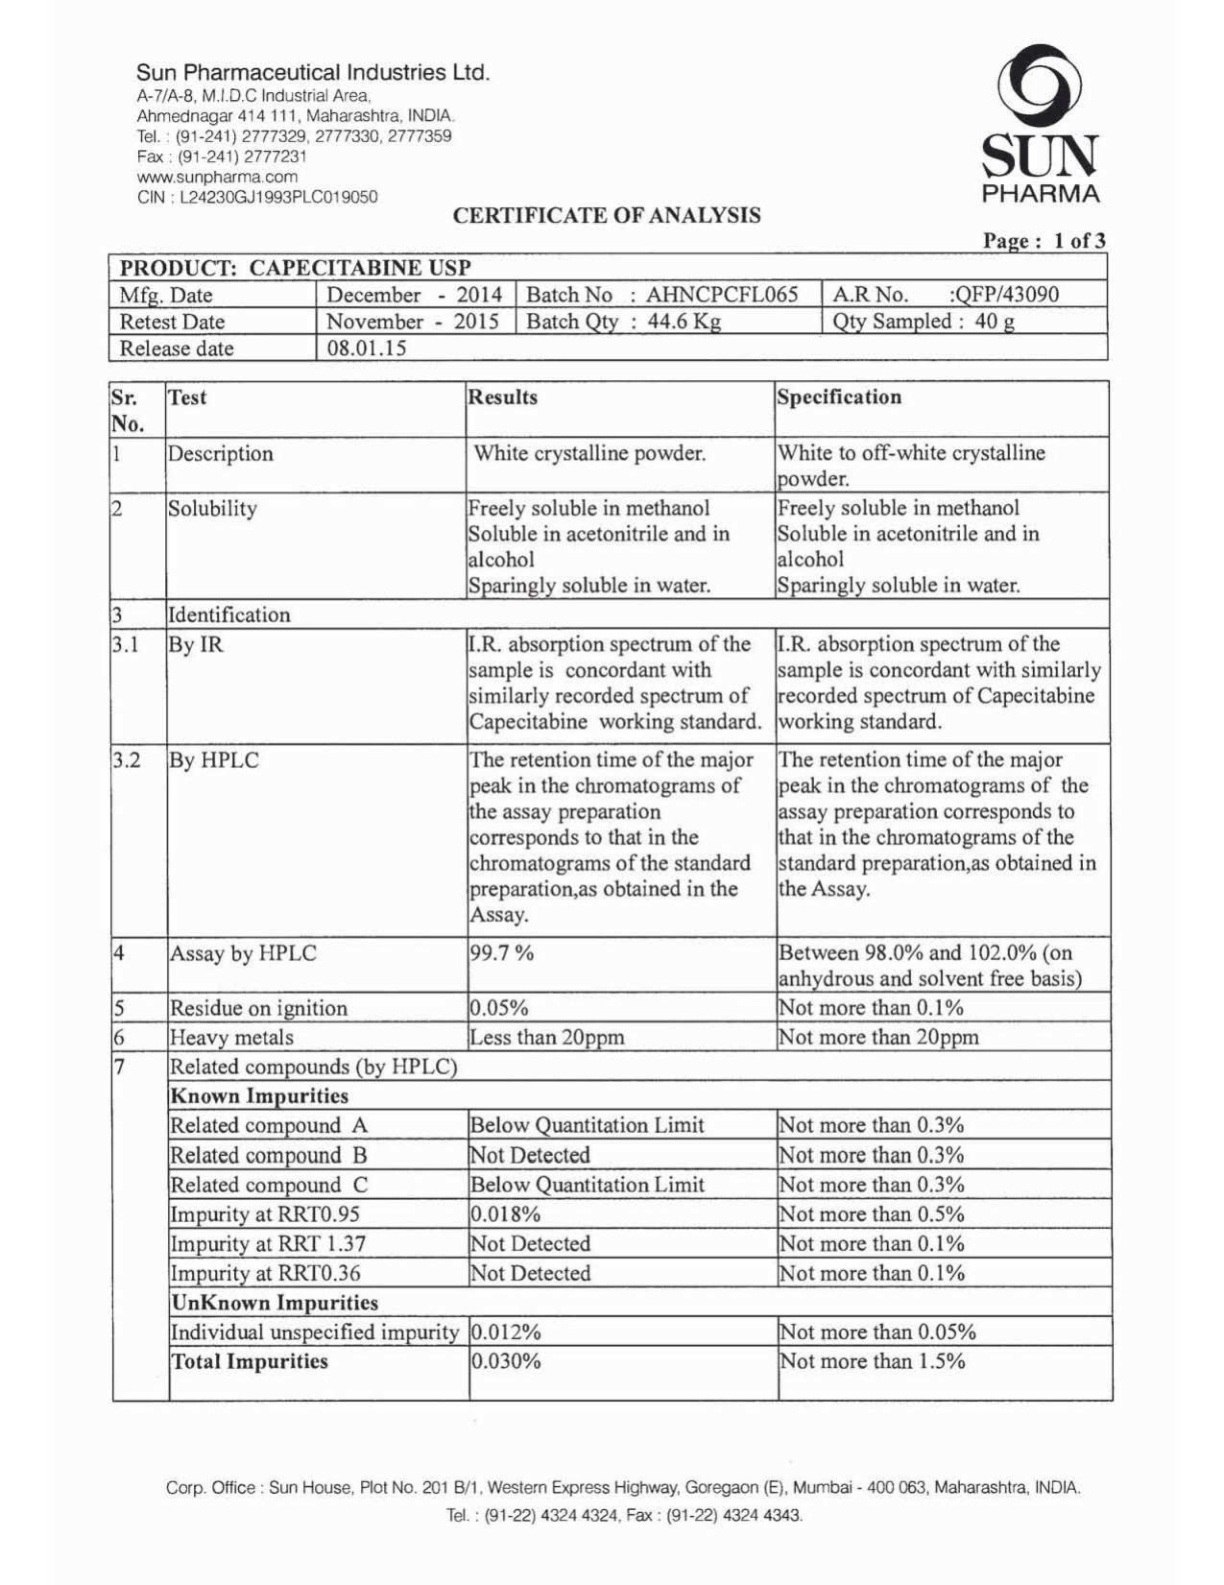 Sun Pharmaceutical Industries Ltd.
A-7/A-8, M.I.D.C Industrial Area,
Ahmednagar 414 111, Maharashtra, INDIA.
Tel. : (91-241) 2777329, 2777330, 2777359
Fax : (91-241) 2777231
www.sunpharma.com
CIN : L24230GJ1993PLC019050
SUN
PHARMA
CERTIFICATE OF ANALYSIS
Page : 1 of 3
PRODUCT: CAPECITABINE USP
Mfg. Date December - 2014 Batch No : AHNCPCFL065 A.R No. :QFP/43090
Retest Date November - 2015 Batch Qty : 44.6 Kg Qty Sampled : 40 g
Release date 08.01.15
Sr. Test Results Specification
No.
1 Description White crystalline powder. White to off-white crystalline
powder.
2 Solubility Freely soluble in methanol Freely soluble in methanol
Soluble in acetonitrile and in Soluble in acetonitrile and in
alcohol alcohol
Sparingly soluble in water. Sparingly soluble in water.
3 Identification
3.1 By IR I.R. absorption spectrum of the I.R. absorption spectrum of the
sample is concordant with sample is concordant with similarly
similarly recorded spectrum of recorded spectrum of Capecitabine
Capecitabine working standard. working standard.
3.2 By HPLC The retention time of the major The retention time of the major
peak in the chromatograms of peak in the chromatograms of the
the assay preparation assay preparation corresponds to
corresponds to that in the that in the chromatograms of the
chromatograms of the standard standard preparation,as obtained in
preparation,as obtained in the the Assay.
Assay.
4 Assay by HPLC 99.7 % Between 98.0% and 102.0% (on
anhydrous and solvent free basis)
5 Residue on ignition 0.05% Not more than 0.1%
6 Heavy metals Less than 20ppm Not more than 20ppm
7 Related compounds (by HPLC)
Known Impurities
Related compound A Below Quantitation Limit Not more than 0.3%
Related compound B Not Detected Not more than 0.3%
Related compound C Below Quantitation Limit Not more than 0.3%
Impurity at RRT0.95 0.018% Not more than 0.5%
Impurity at RRT 1.37 Not Detected Not more than 0.1%
Impurity at RRT0.36 Not Detected Not more than 0.1%
UnKnown Impurities
Individual unspecified impurity 0.012% Not more than 0.05%
Total Impurities 0.030% Not more than 1.5%
Corp. Office : Sun House, Plot No. 201 B/1, Western Express Highway, Goregaon (E), Mumbai - 400 063, Maharashtra, INDIA.
Tel. : (91-22) 4324 4324, Fax : (91-22) 4324 4343.